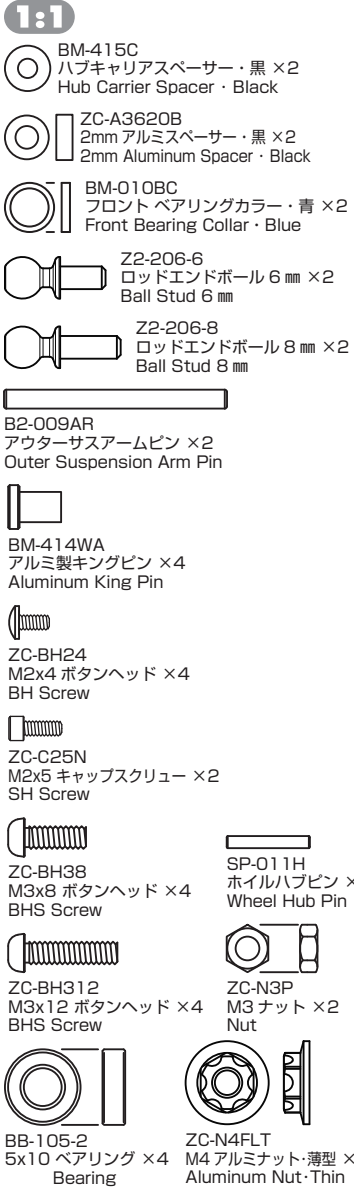 1:1
BM-415C
ハブキャリアスペーサー・黒 ×2
Hub Carrier Spacer・Black
ZC-A3620B
2mm アルミスペーサー・黒 ×2
2mm Aluminum Spacer・Black
BM-010BC
フロント ベアリングカラー・青 ×2
Front Bearing Collar・Blue
Z2-206-6
ロッドエンドボール 6 ㎜ ×2
Ball Stud 6 ㎜
Z2-206-8
ロッドエンドボール 8 ㎜ ×2
Ball Stud 8 ㎜
B2-009AR
アウターサスアームピン ×2
Outer Suspension Arm Pin
BM-414WA
アルミ製キングピン ×4
Aluminum King Pin
ZC-BH24
M2x4 ボタンヘッド ×4
BH Screw
ZC-C25N
M2x5 キャップスクリュー ×2
SH Screw
ZC-BH38
M3x8 ボタンヘッド ×4
BHS Screw
SP-011H
ホイルハブピン ×
Wheel Hub Pin
ZC-BH312
M3x12 ボタンヘッド ×4
BHS Screw
ZC-N3P
M3 ナット ×2
Nut
BB-105-2
5x10 ベアリング ×4
Bearing
ZC-N4FLT
M4 アルミナット・薄型 ×
Aluminum Nut・Thin